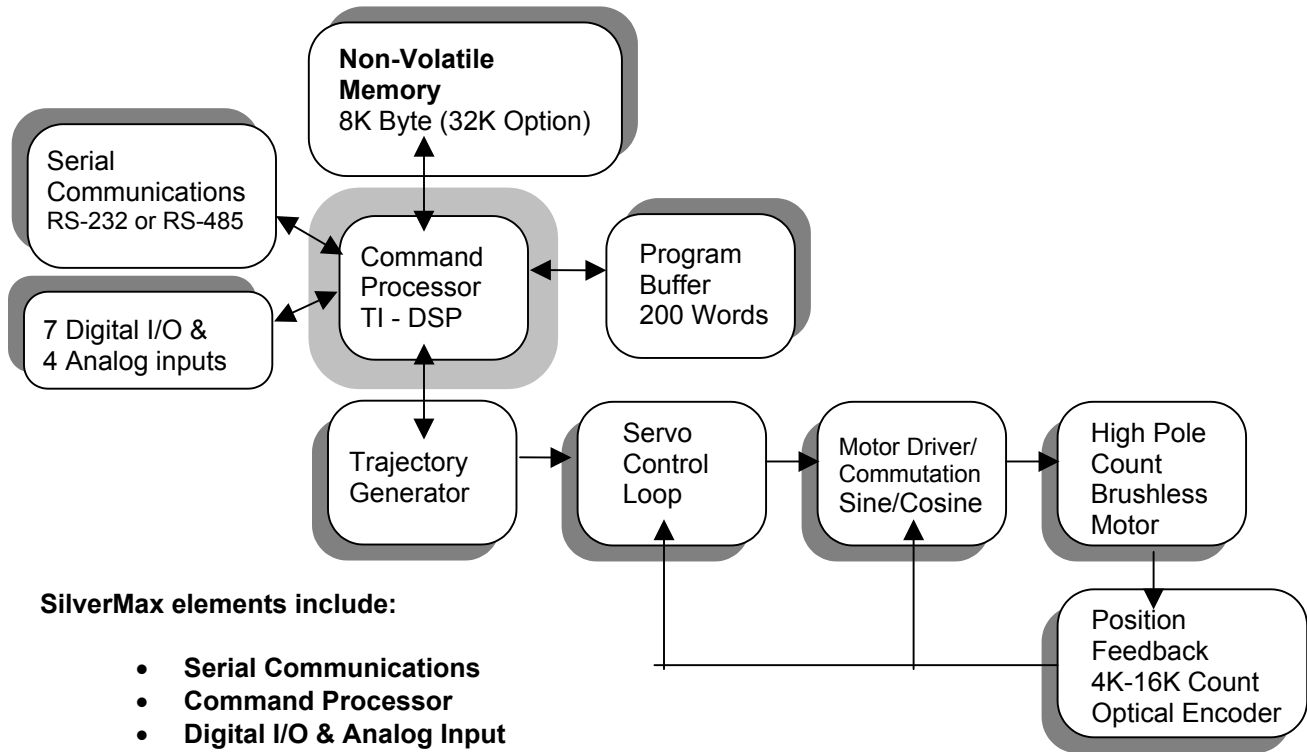 Non-Volatile
Memory
8K Byte (32K Option)
Serial
Communications
RS-232 or RS-485
Command
Processor
TI - DSP
Program
Buffer
200 Words
7 Digital I/O &
4 Analog inputs
Trajectory
Generator
Servo
Control
Loop
Motor Driver/
Commutation
Sine/Cosine
High Pole
Count
Brushless
Motor
Position
Feedback
4K-16K Count
Optical Encoder
SilverMax elements include:
• Serial Communications
• Command Processor
• Digital I/O & Analog Input